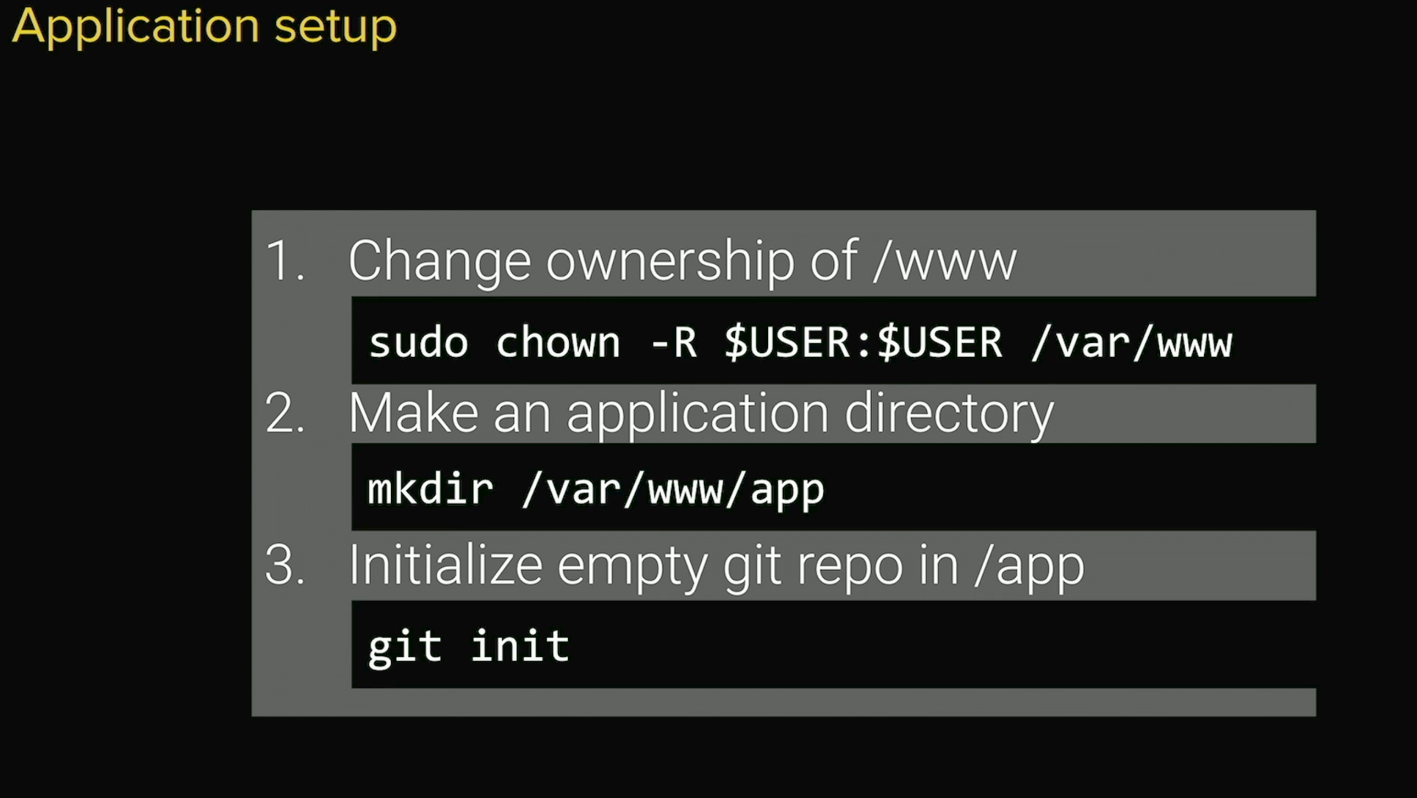 Application setup
1. Change ownership of /www
sudo chown -R $USER:$USER /var/www
2. Make an application directory
mkdir /var/www/app
3. Initialize empty git repo in /app
git init